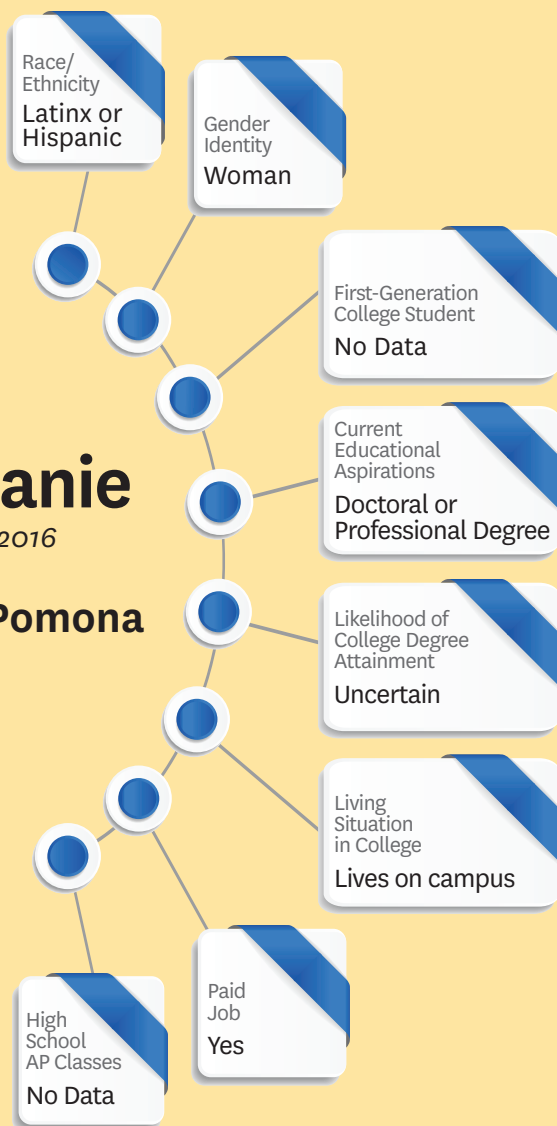 Race/
Ethnicity
Latinx or
Hispanic
Gender
Identity
Woman
First-Generation
College Student
No Data
anie
2016
Current
Educational
Aspirations
Doctoral or
Professional Degree
Pomona
Likelihood of
College Degree
Attainment
Uncertain
Living
Situation
in College
Lives on campus
Paid
Job
Yes
High
School
AP Classes
No Data